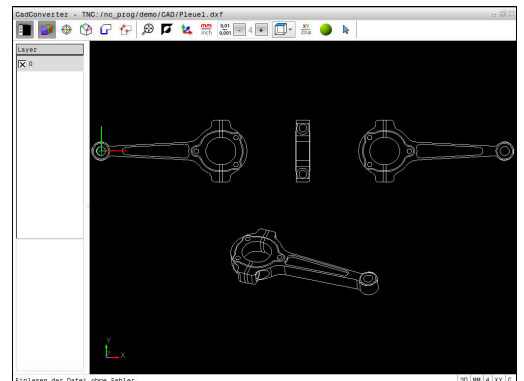 CadConverter - TNC:/nc_prog/demo/CAD/Pleuel.dxf
mm inch 0,01 0,001 - 4 + XY
Layer
0
Y
X
Einlesen der Datei ohne Fehler 3D MM 4 XY C